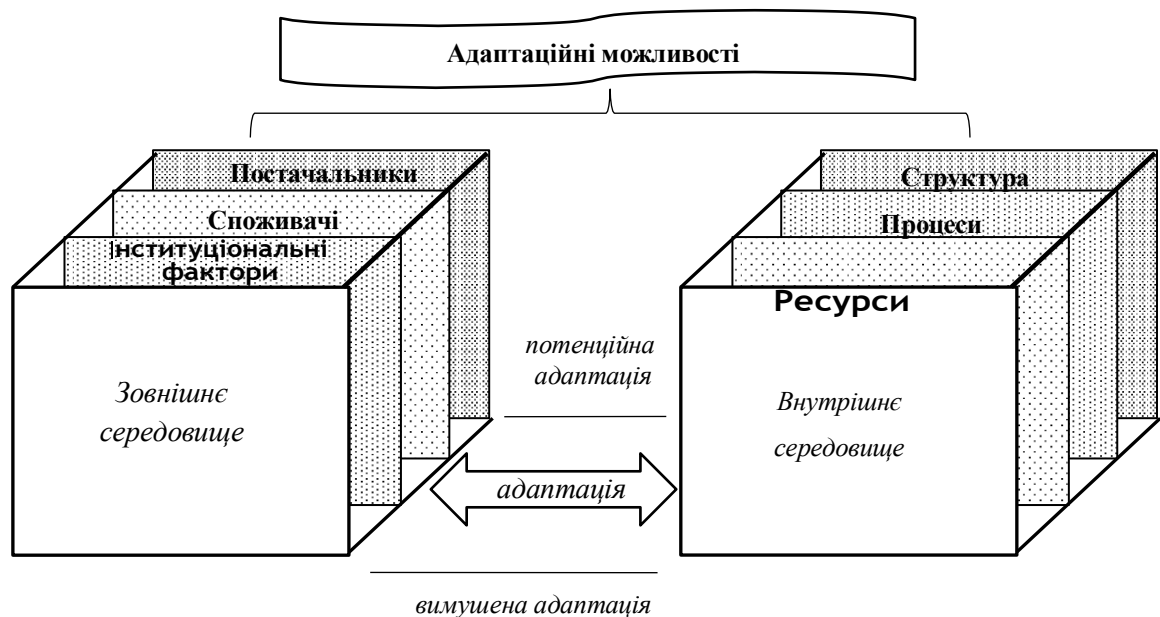 Адаптаційні можливості
Постачальники
Споживачі
Інституціональні
фактори
Зовнішнє
середовище
Структура
Процеси
Ресурси
Внутрішнє
середовище
потенційна
адаптація
адаптація
вимушена адаптація